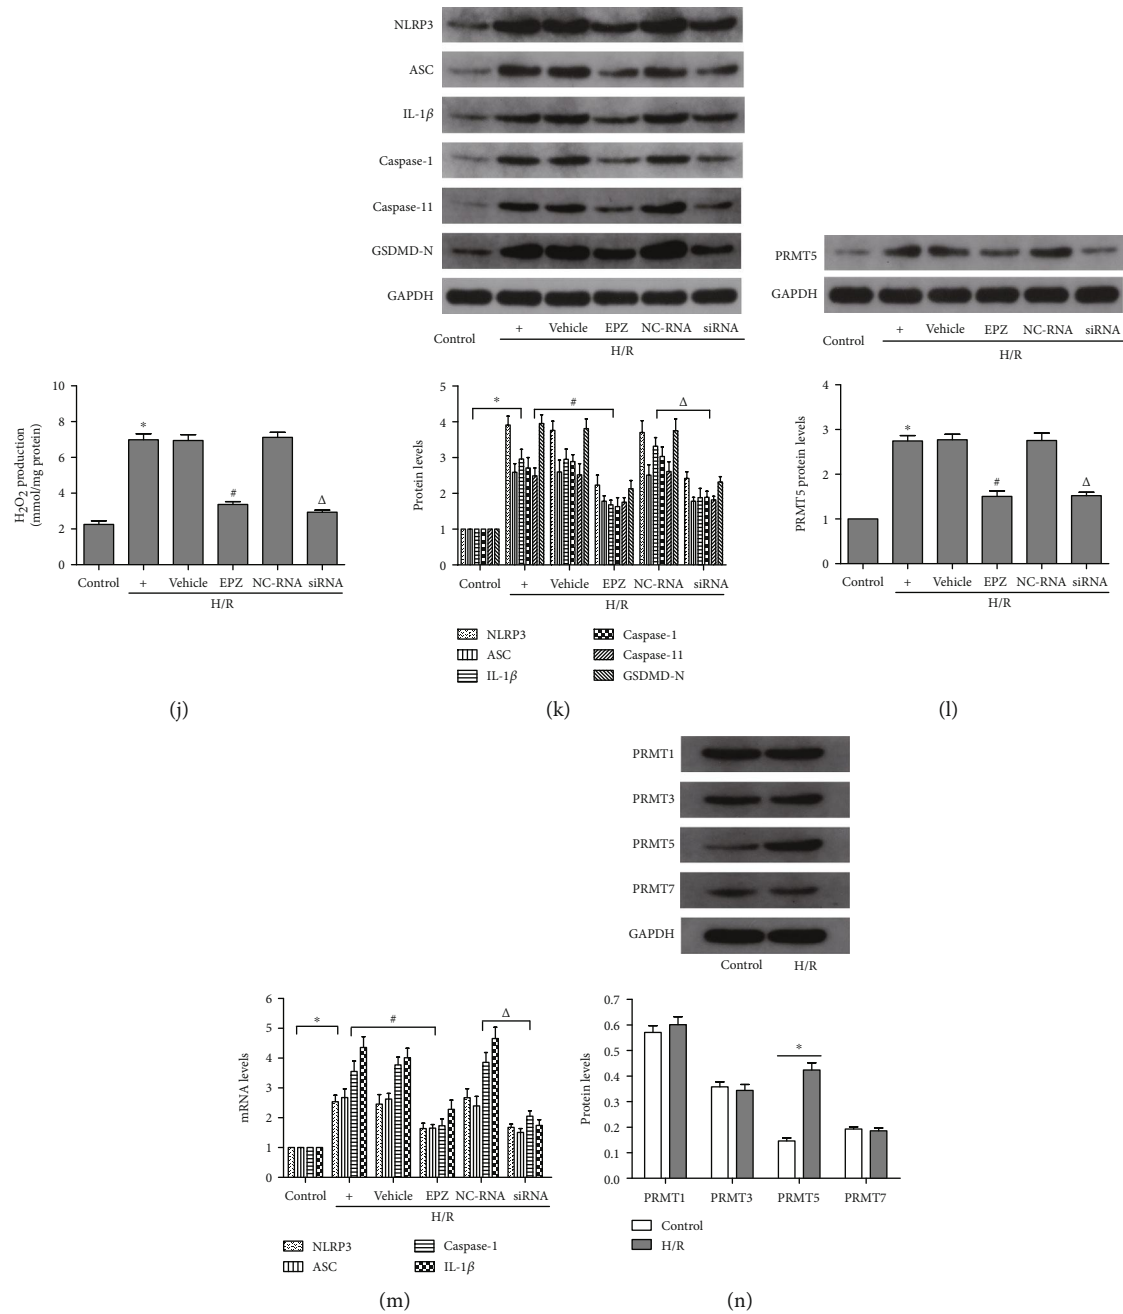 NLRP3
ASC
IL-1β
Caspase-1
Caspase-11
GSDMD-N
GAPDH
Control
+ Vehicle EPZ NC-RNA siRNA
H/R
PRMT5
GAPDH
Control
+ Vehicle EPZ NC-RNA siRNA
H/R
H2O2 production
(mmol/mg protein)
10
8
6
4
2
0
*
#
Δ
Control + Vehicle EPZ NC-RNA siRNA
H/R
(j)
Protein levels
5
4
3
2
1
0
* # Δ
Control + Vehicle EPZ NC-RNA siRNA
H/R
NLRP3 Caspase-1
ASC Caspase-11
IL-1β GSDMD-N
(k)
PRMT5 protein levels
4
3
2
1
0
*
#
Δ
Control + Vehicle EPZ NC-RNA siRNA
H/R
(l)
mRNA levels
6
5
4
3
2
1
0
* # Δ
Control + Vehicle EPZ NC-RNA siRNA
H/R
NLRP3 Caspase-1
ASC IL-1β
(m)
PRMT1
PRMT3
PRMT5
PRMT7
GAPDH
Control H/R
Protein levels
0.7
0.6
0.5
0.4
0.3
0.2
0.1
0.0
*
PRMT1 PRMT3 PRMT5 PRMT7
Control
H/R
(n)